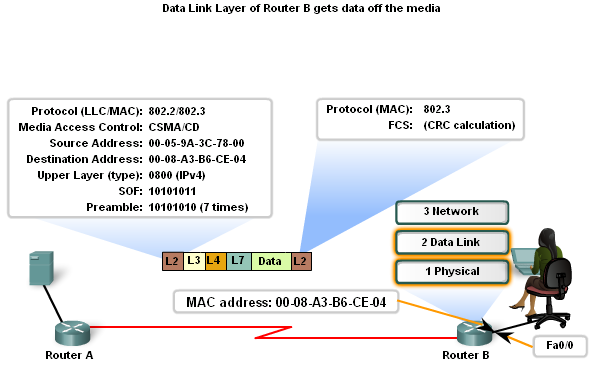 Data Link Layer of Router B gets data off the media
Protocol (LLC/MAC): 802.2/802.3
Media Access Control: CSMA/CD
Source Address: 00-05-9A-3C-78-00
Destination Address: 00-08-A3-B6-CE-04
Upper Layer (type): 0800 (IPv4)
SOF: 10101011
Preamble: 10101010 (7 times)
Protocol (MAC): 802.3
FCS: (CRC calculation)
3 Network
2 Data Link
1 Physical
L2 L3 L4 L7 Data L2
MAC address: 00-08-A3-B6-CE-04
Router A
Router B
Fa0/0